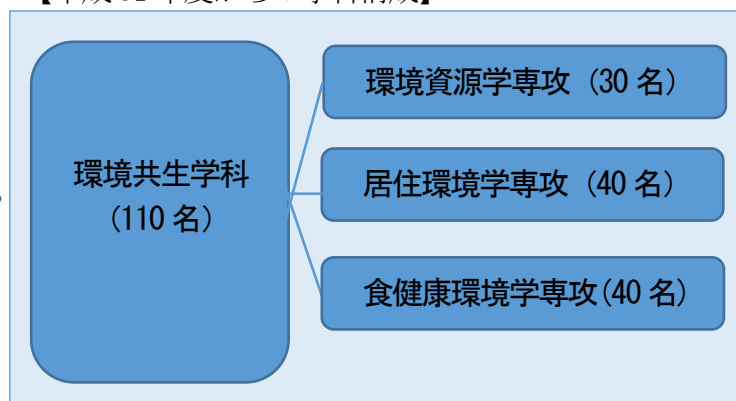 環境共生学科
(110 名)
環境資源学専攻 (30 名)
居住環境学専攻 (40 名)
食健康環境学専攻(40 名)